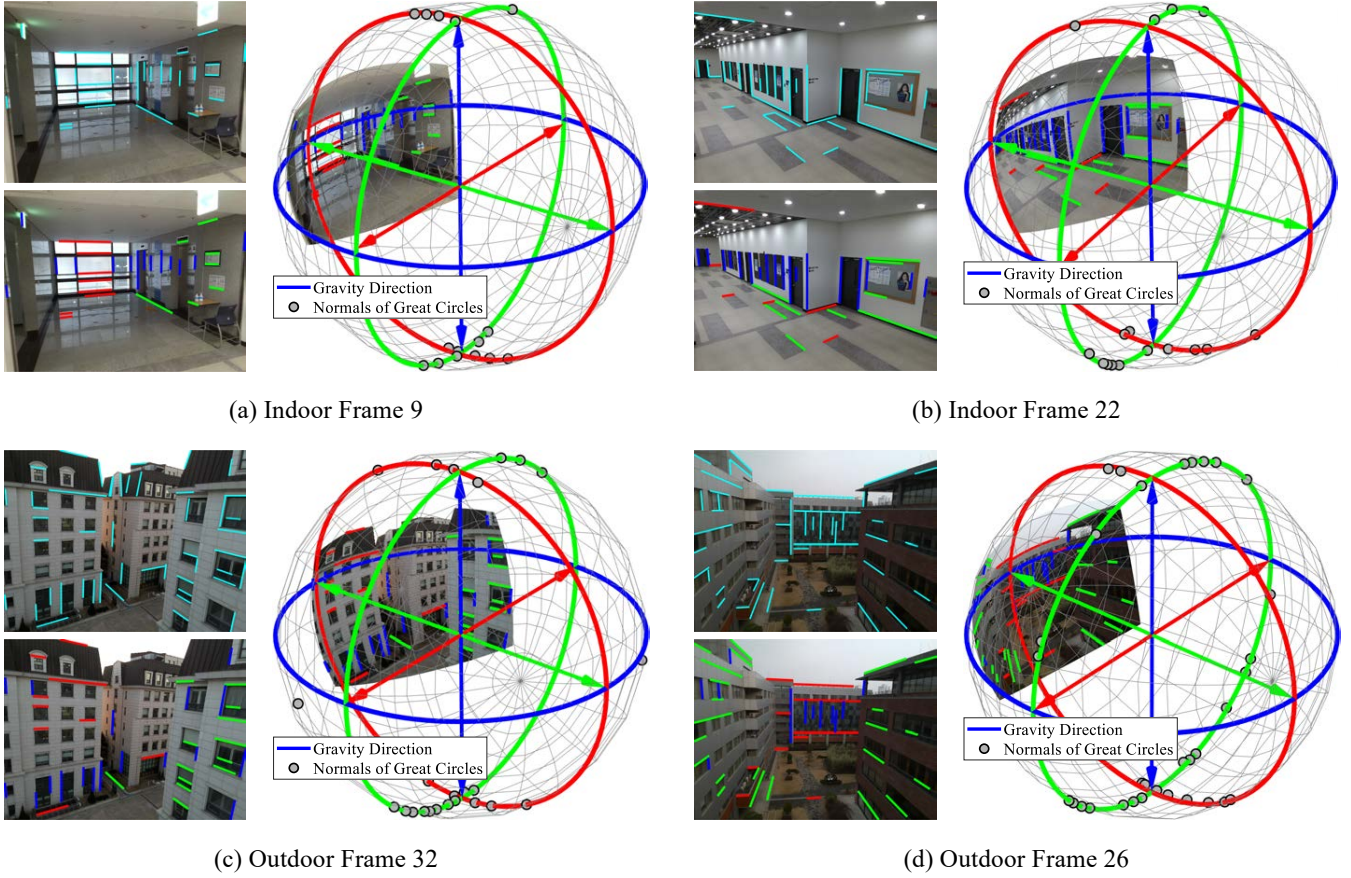 Gravity Direction
Normals of Great Circles
(a) Indoor Frame 9
Gravity Direction
Normals of Great Circles
(b) Indoor Frame 22
Gravity Direction
Normals of Great Circles
(c) Outdoor Frame 32
Gravity Direction
Normals of Great Circles
(d) Outdoor Frame 26